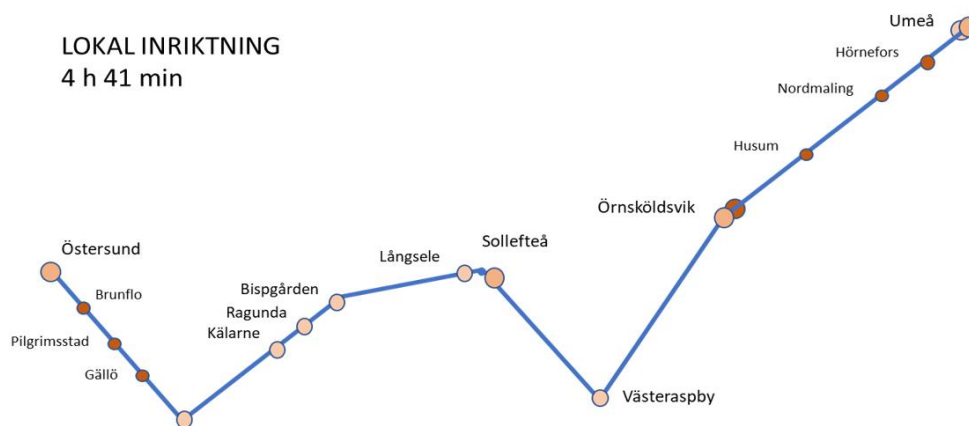 LOKAL INRIKTNING
4 h 41 min
Umeå
Hörnefors
Nordmaling
Husum
Örnsköldsvik
Sollefteå
Långsele
Östersund
Bispgården
Brunflo
Ragunda
Kälarne
Pilgrimsstad
Gällö
Västeraspby